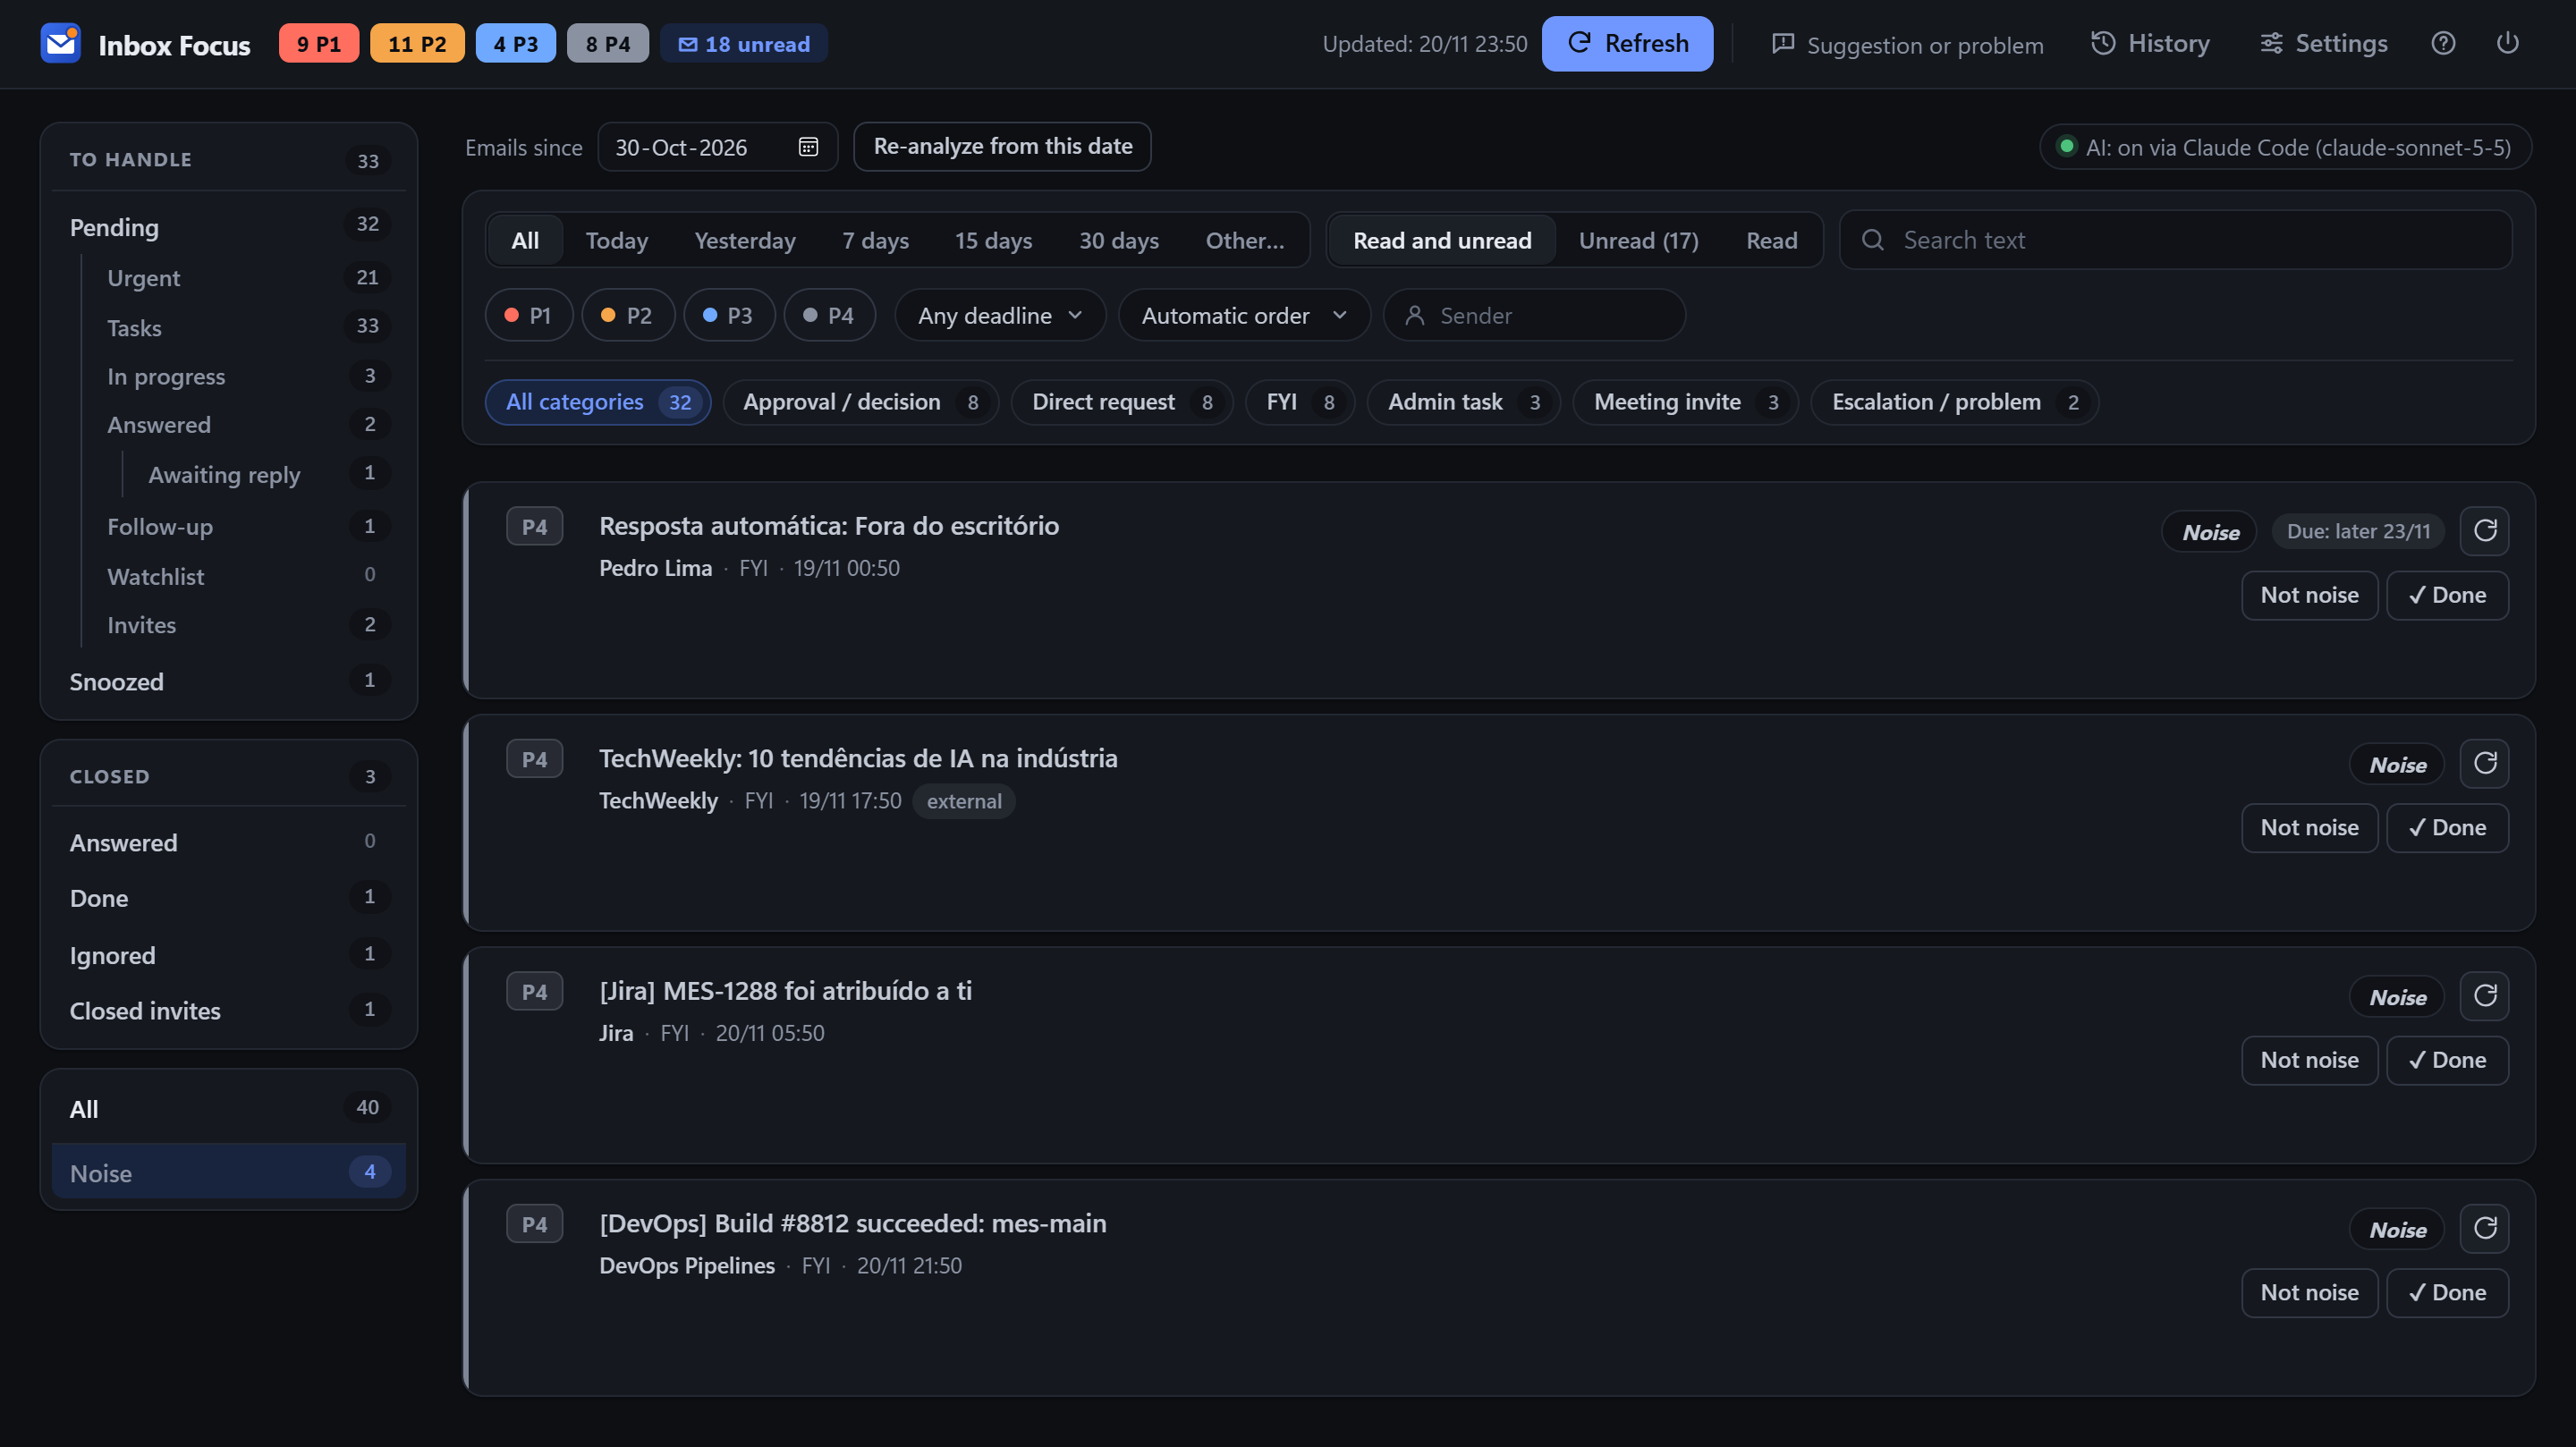 Inbox Focus 9 P1 11 P2 4 P3 8 P4 18 unread Updated: 20/11 23:50 Refresh Suggestion or problem History Settings
TO HANDLE 33
Pending 32
Urgent 21
Tasks 33
In progress 3
Answered 2
Awaiting reply 1
Follow-up 1
Watchlist 0
Invites 2
Snoozed 1
CLOSED 3
Answered 0
Done 1
Ignored 1
Closed invites 1
All 40
Noise 4
Emails since 30-Oct-2026 Re-analyze from this date AI: on via Claude Code (claude-sonnet-5-5)
All Today Yesterday 7 days 15 days 30 days Other... Read and unread Unread (17) Read Search text
P1 P2 P3 P4 Any deadline Automatic order Sender
All categories 32 Approval / decision 8 Direct request 8 FYI 8 Admin task 3 Meeting invite 3 Escalation / problem 2
P4 Resposta automática: Fora do escritório Noise Due: later 23/11
Pedro Lima · FYI · 19/11 00:50
Not noise ✓ Done
P4 TechWeekly: 10 tendências de IA na indústria Noise
TechWeekly · FYI · 19/11 17:50 external
Not noise ✓ Done
P4 [Jira] MES-1288 foi atribuído a ti Noise
Jira · FYI · 20/11 05:50
Not noise ✓ Done
P4 [DevOps] Build #8812 succeeded: mes-main Noise
DevOps Pipelines · FYI · 20/11 21:50
Not noise ✓ Done